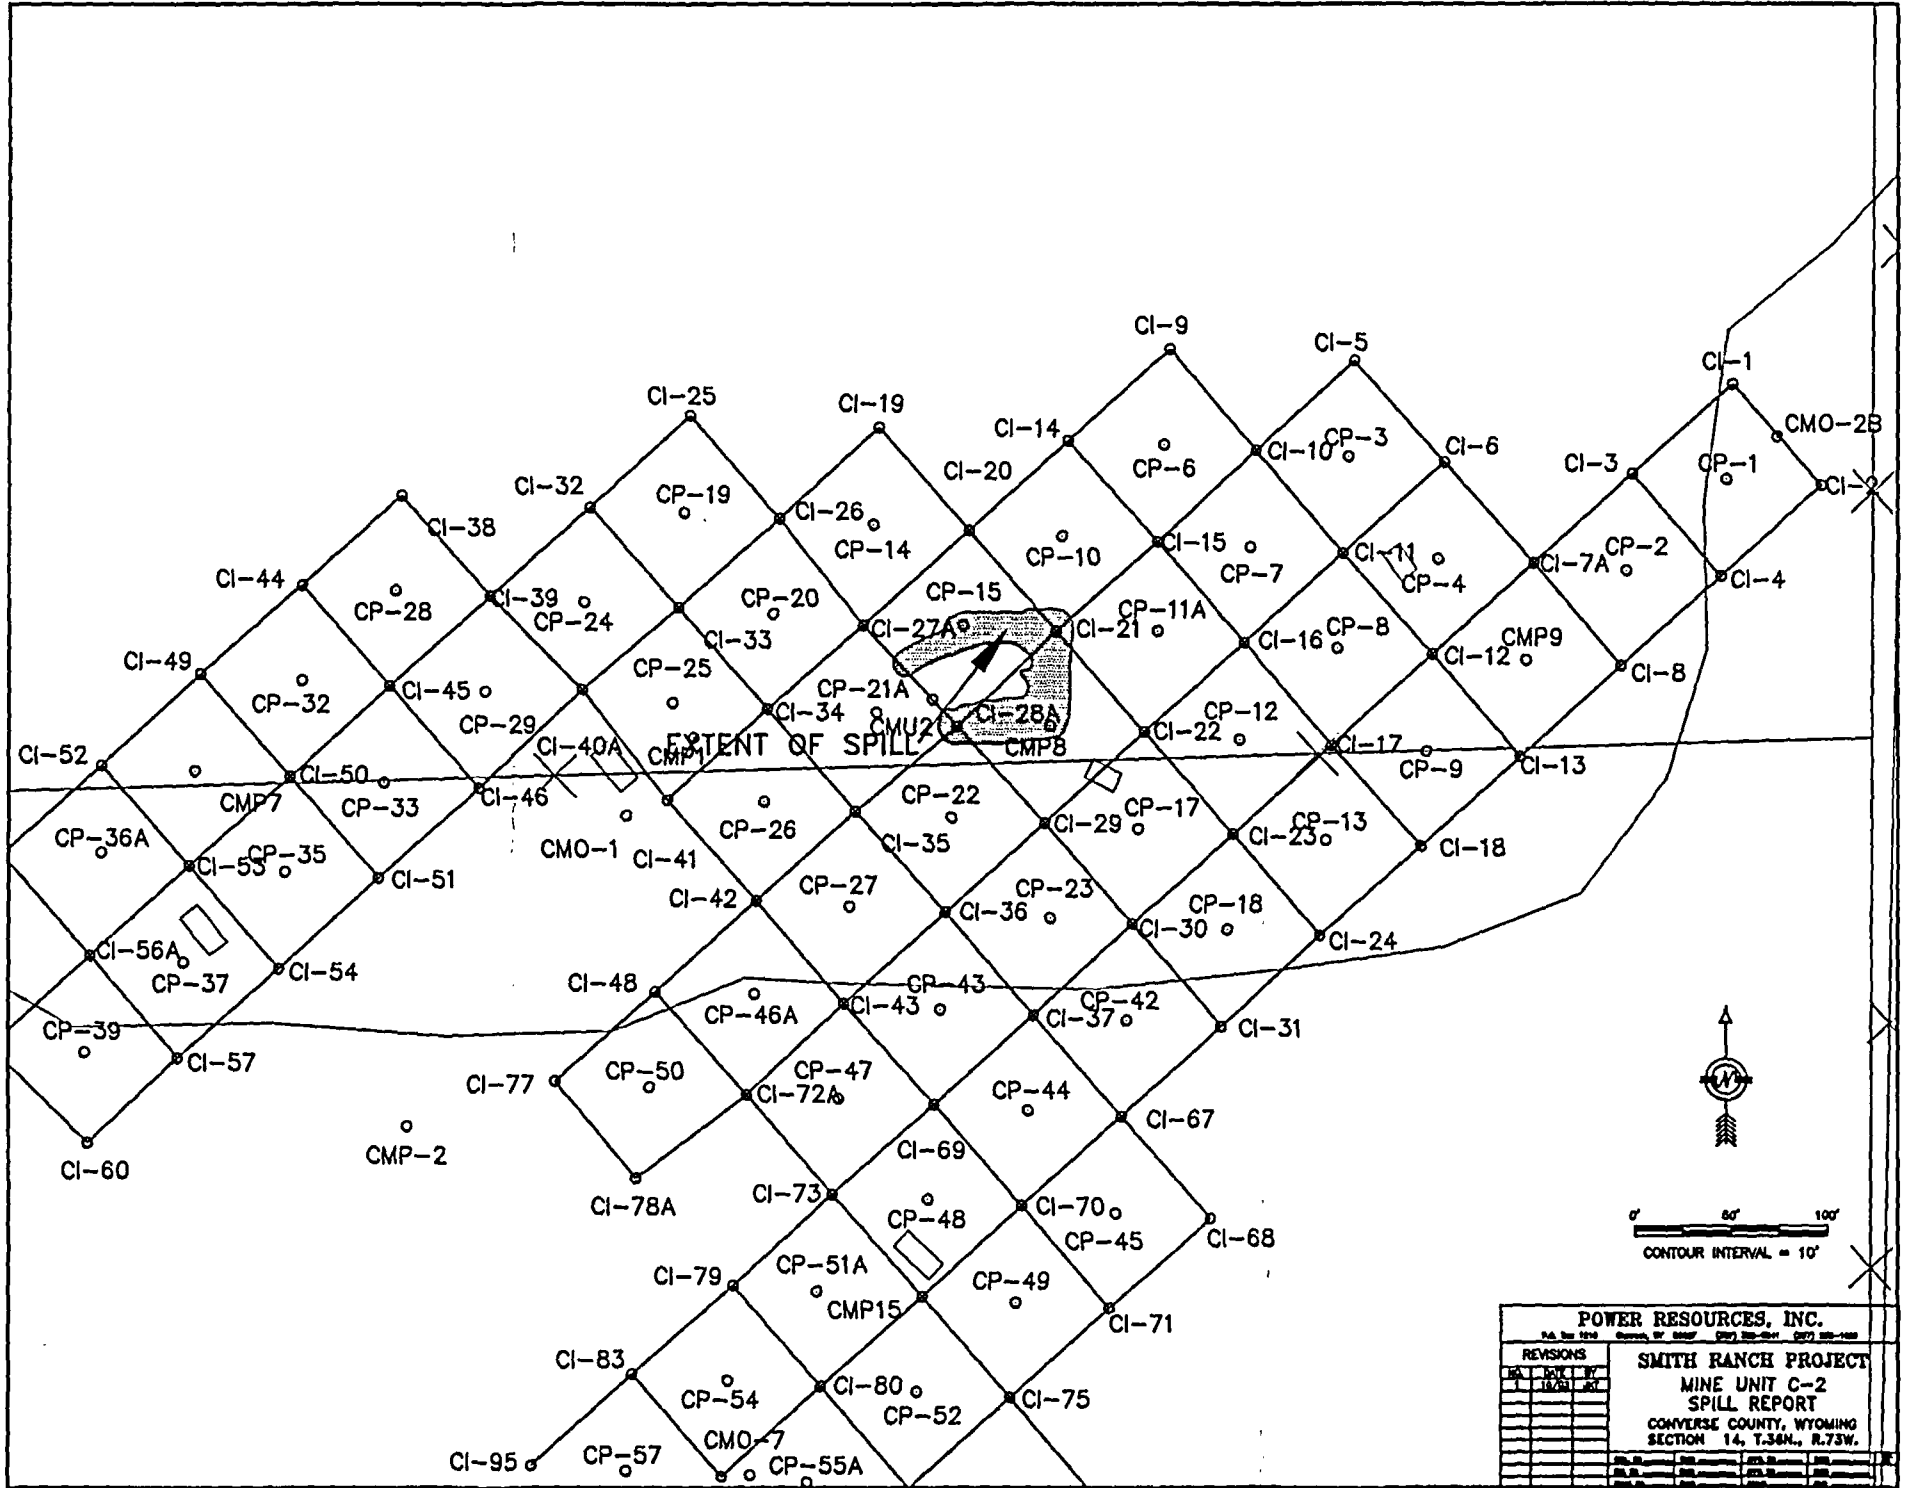 CI-9
CI-5
CI-1
CI-25
CI-19
CMO-2B
CI-14
CI-10
CP-3
CI-6
CP-6
CI-3
CP-1
CI-20
CI-32
CP-19
CI-26
CI-2
CI-38
CP-14
CP-10
CI-15
CI-11
CP-2
CI-7A
CI-44
CP-7
CP-4
CI-4
CI-39
CP-28
CP-24
CP-20
CP-15
CP-11A
CI-33
CI-27A
CI-21
CI-16
CP-8
CMP9
CI-12
CI-49
CP-25
CI-8
CP-32
CI-45
CP-21A
CI-34
CI-28A
CP-29
CMU2
CP-12
CI-22
CI-52
CI-40A
CMP1
EXTENT OF SPILL
CMP8
CI-17
CP-9
CI-13
CI-50
CMP7
CP-33
CI-46
CP-22
CP-17
CP-26
CP-36A
CMO-1
CI-41
CI-35
CI-29
CI-23
CP-13
CI-18
CP-35
CI-53
CI-51
CP-27
CP-23
CI-42
CI-36
CP-18
CI-30
CI-56A
CI-24
CP-37
CI-54
CI-48
CP-43
CP-46A
CI-43
CP-42
CI-37
CI-31
CP-39
CI-57
CI-77
CP-50
CP-47
CI-72A
CP-44
CI-67
CMP-2
CI-69
CI-60
CI-78A
CI-73
CP-48
CI-70
CP-45
CI-68
N
0'
100'
CONTOUR INTERVAL = 10'
CP-51A
CI-79
CP-49
CMP15
CI-71
POWER RESOURCES, INC.
REVISIONS
SMITH RANCH PROJECT
MINE UNIT C-2
SPILL REPORT
CONVERSE COUNTY, WYOMING
SECTION 14, T.36N., R.73W.
CI-83
CP-54
CI-80
CP-52
CI-75
CMO-7
CI-95
CP-57
CP-55A